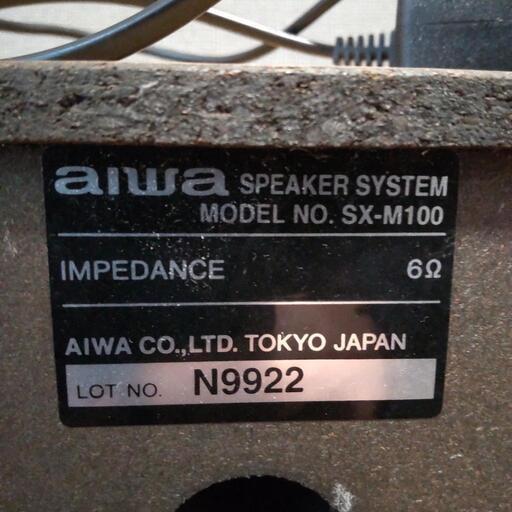 aiwa SPEAKER SYSTEM
MODEL NO. SX-M100
IMPEDANCE 6Ω
AIWA CO.,LTD. TOKYO JAPAN
LOT NO. N9922